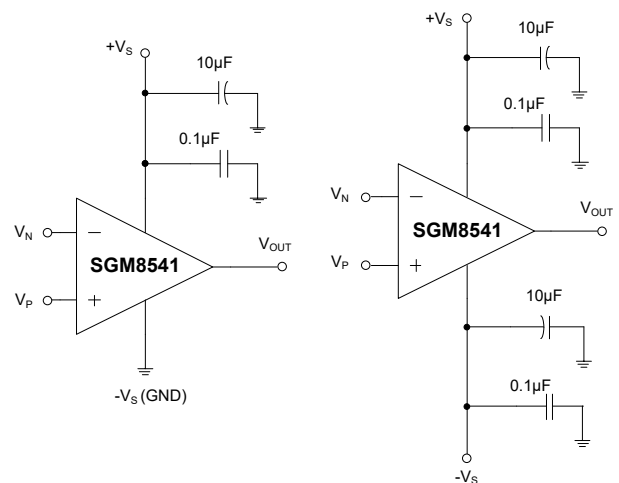 +VS
10µF
0.1µF
VN
−
SGM8541
VOUT
VP
+
-VS(GND)
+VS
10µF
0.1µF
VN
−
SGM8541
VOUT
VP
+
10µF
0.1µF
-VS